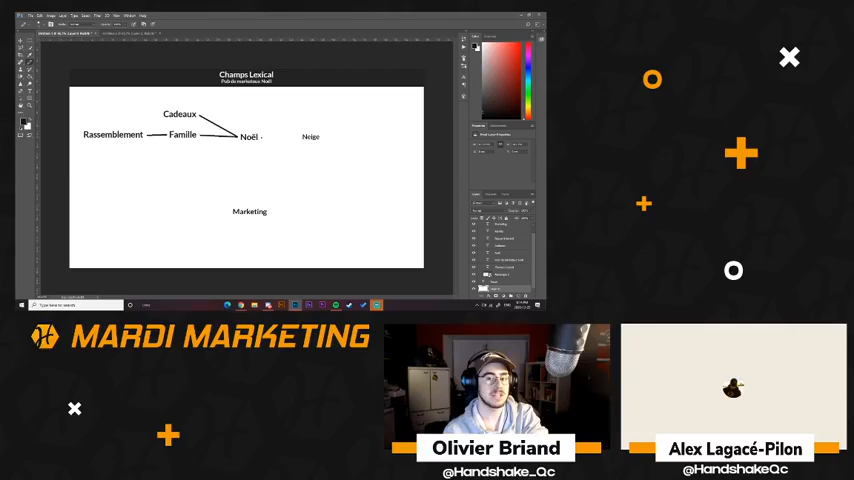 Champs Lexical
Pub de marketaux Noël
Cadeaux
Rassemblement
Famille
Noël
Neige
Marketing
Type here to search
MARDI MARKETING
Olivier Briand
@Handshake_Qc
Alex Lagacé-Pilon
@HandshakeQc